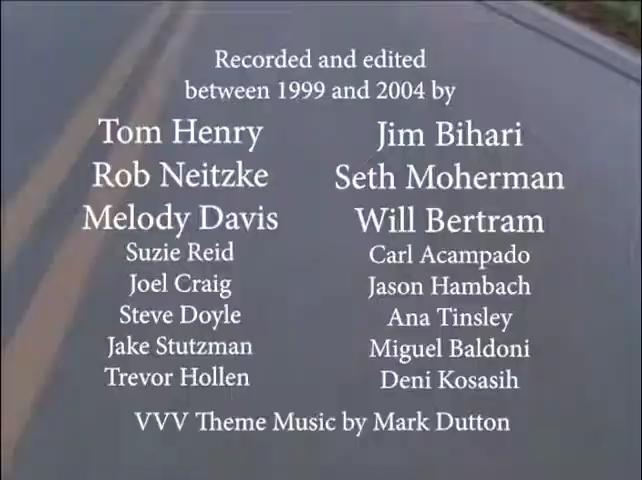 Recorded and edited
between 1999 and 2004 by
Tom Henry
Rob Neitzke
Melody Davis
Suzie Reid
Joel Craig
Steve Doyle
Jake Stutzman
Trevor Hollen
Jim Bihari
Seth Moherman
Will Bertram
Carl Acampado
Jason Hambach
Ana Tinsley
Miguel Baldoni
Deni Kosasih
VVV Theme Music by Mark Dutton